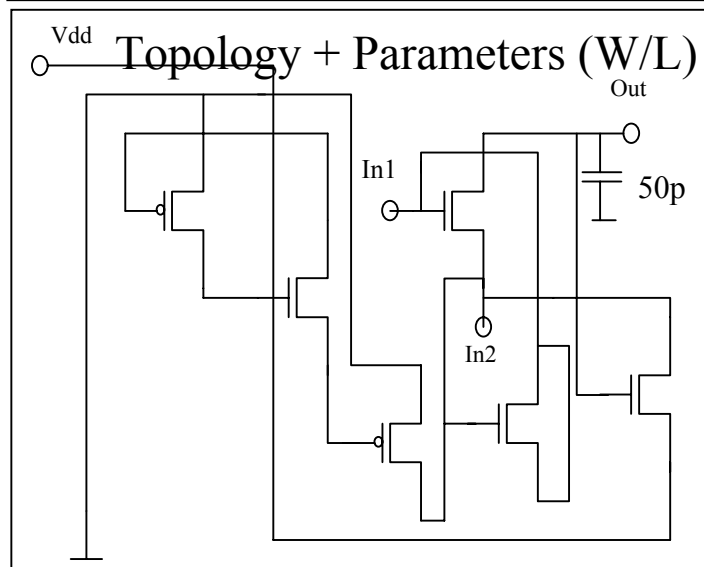 Vdd
Topology + Parameters (W/L)
Out
In1
50p
In2